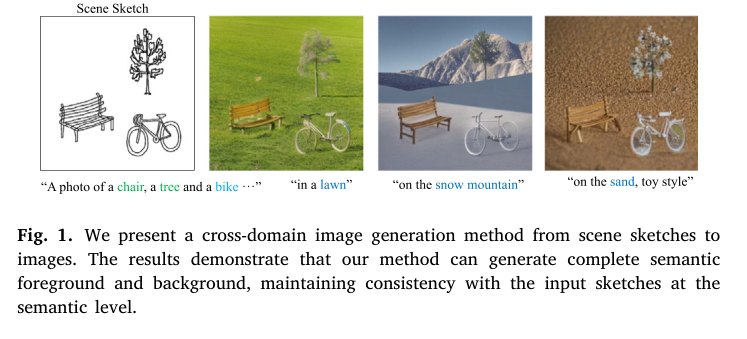 Scene Sketch
“A photo of a chair, a tree and a bike ···” “in a lawn” “on the snow mountain” “on the sand, toy style”
Fig. 1. We present a cross-domain image generation method from scene sketches to
images. The results demonstrate that our method can generate complete semantic
foreground and background, maintaining consistency with the input sketches at the
semantic level.